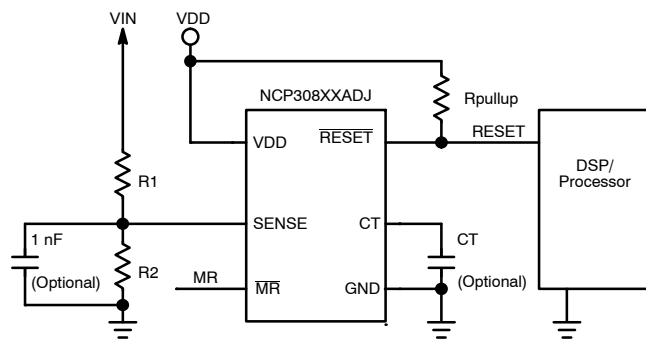 VIN
VDD
NCP308XXADJ
Rpullup
VDD
RESET
RESET
DSP/
Processor
R1
SENSE
CT
1 nF
(Optional)
R2
CT
(Optional)
MR
MR
GND